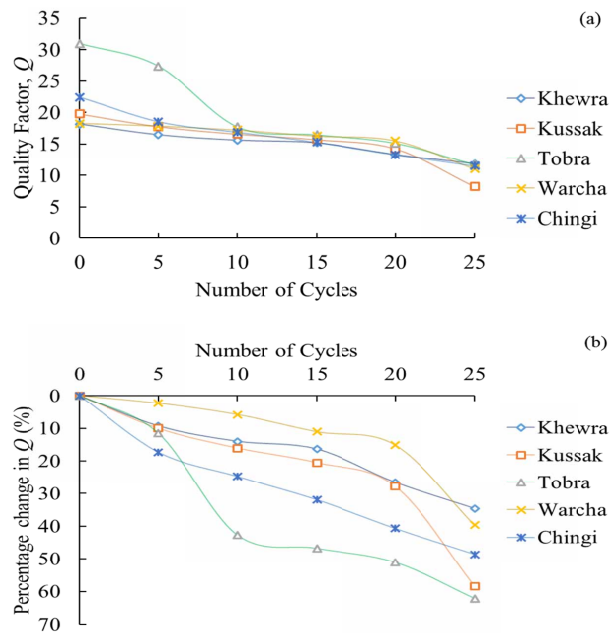 (a)
35
30
25
20
15
10
5
0
Quality Factor, Q
0 5 10 15 20 25
Number of Cycles
Khewra
Kussak
Tobra
Warcha
Chingi
(b)
Number of Cycles
0 5 10 15 20 25
0
10
20
30
40
50
60
70
Percentage change in Q (%)
Khewra
Kussak
Tobra
Warcha
Chingi